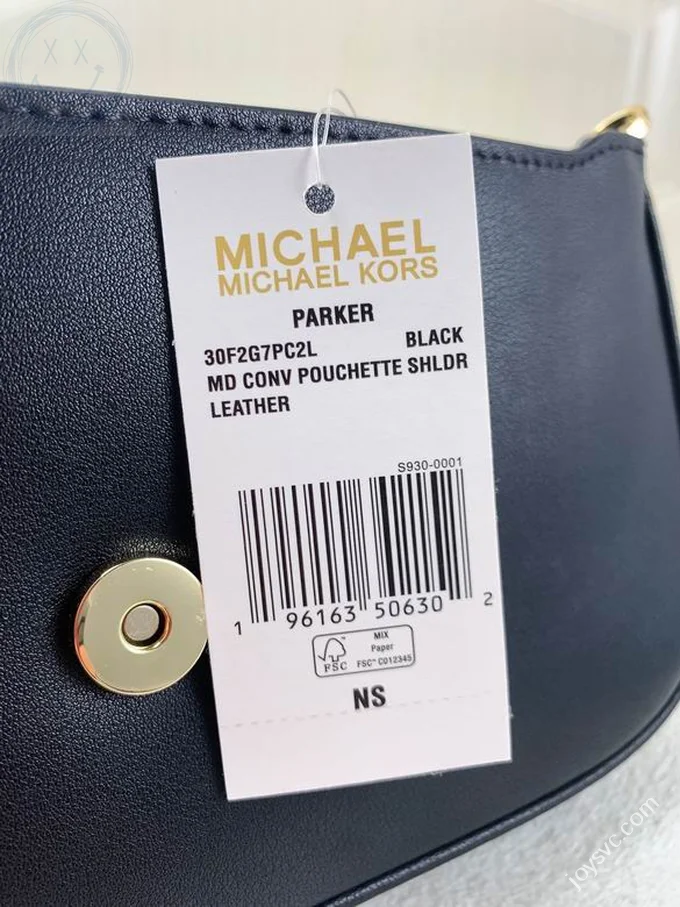 MICHAEL
MICHAEL KORS
PARKER
30F2G7PC2L BLACK
MD CONV POUCHETTE SHLDR
LEATHER
S930-0001
1 96163 50630 2
FSC
MIX
Paper
FSC™ C012345
NS
joysvc.com